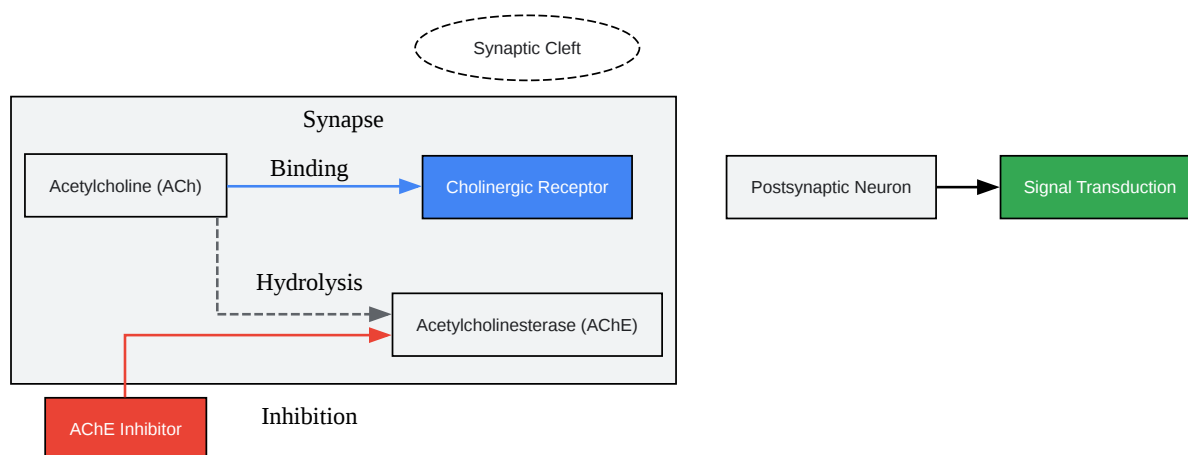 Synaptic Cleft
Synapse
Binding
Acetylcholine (ACh)
Cholinergic Receptor
Postsynaptic Neuron
Signal Transduction
Hydrolysis
Acetylcholinesterase (AChE)
AChE Inhibitor
Inhibition